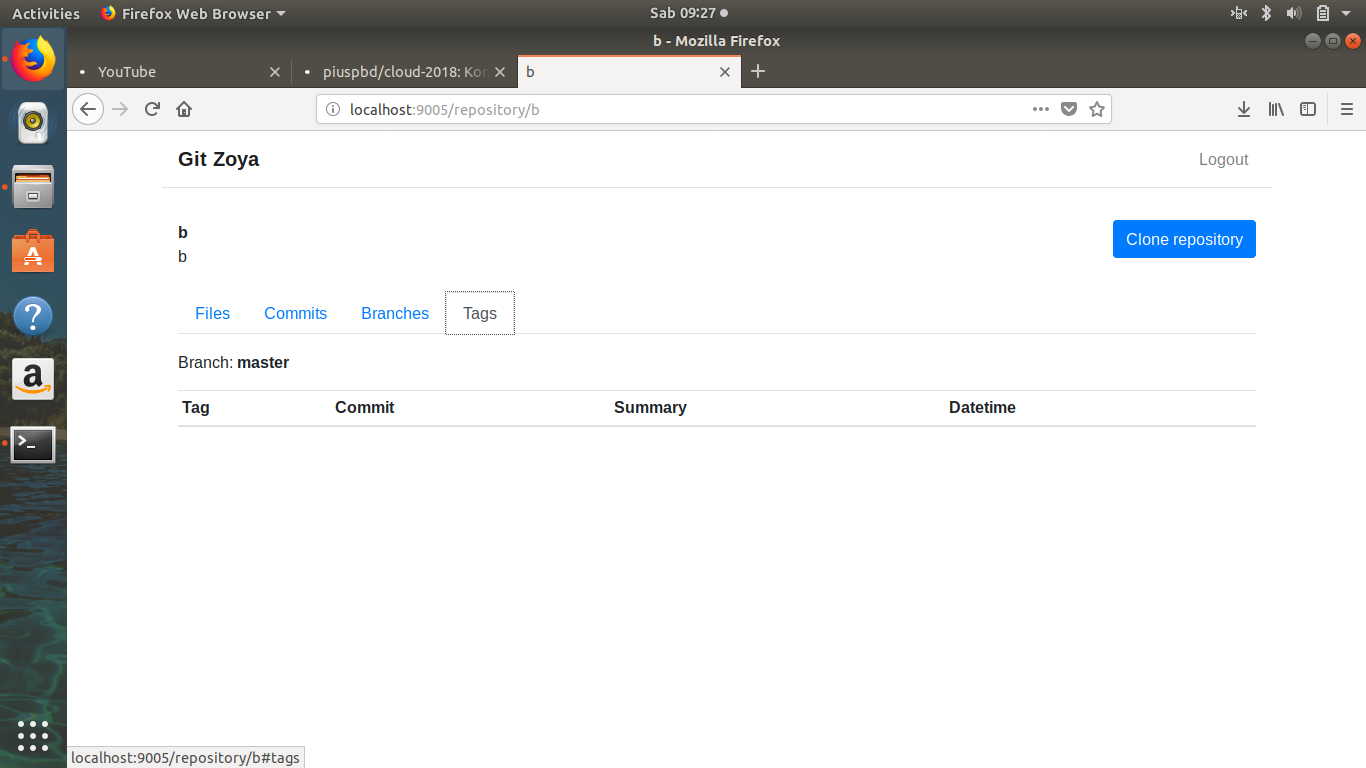 Activities Firefox Web Browser Sab 09:27
b - Mozilla Firefox
YouTube piuspbd/cloud-2018: Kor b
localhost:9005/repository/b
Git Zoya Logout
b
b
Clone repository
Files Commits Branches Tags
Branch: master
Tag Commit Summary Datetime
localhost:9005/repository/b#tags